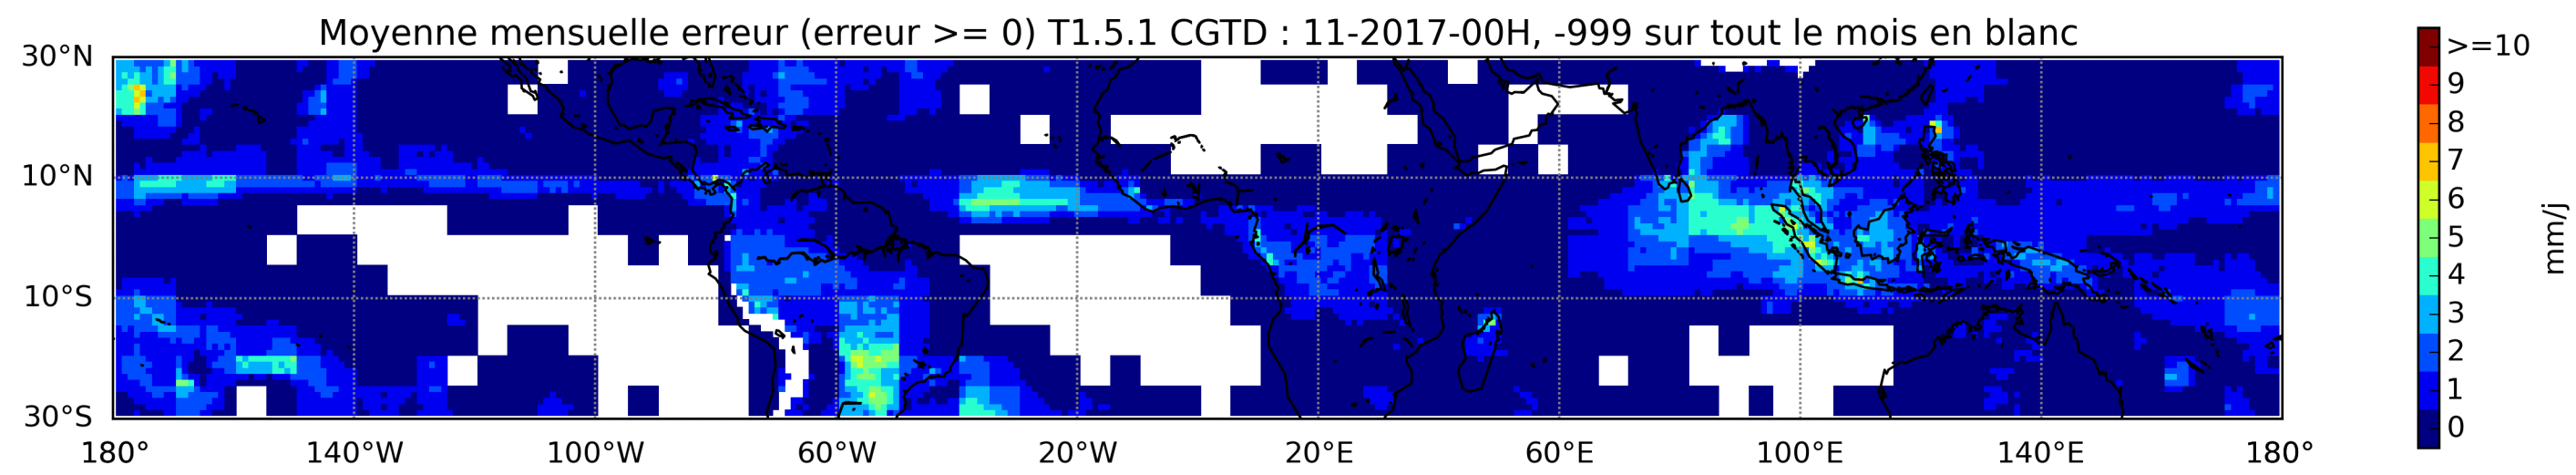 Moyenne mensuelle erreur (erreur >= 0) T1.5.1 CGTD : 11-2017-00H, -999 sur tout le mois en blanc
30°N
10°N
10°S
30°S
180° 140°W 100°W 60°W 20°W 20°E 60°E 100°E 140°E 180°
>=10
9
8
7
6
5
4
3
2
1
0
mm/j